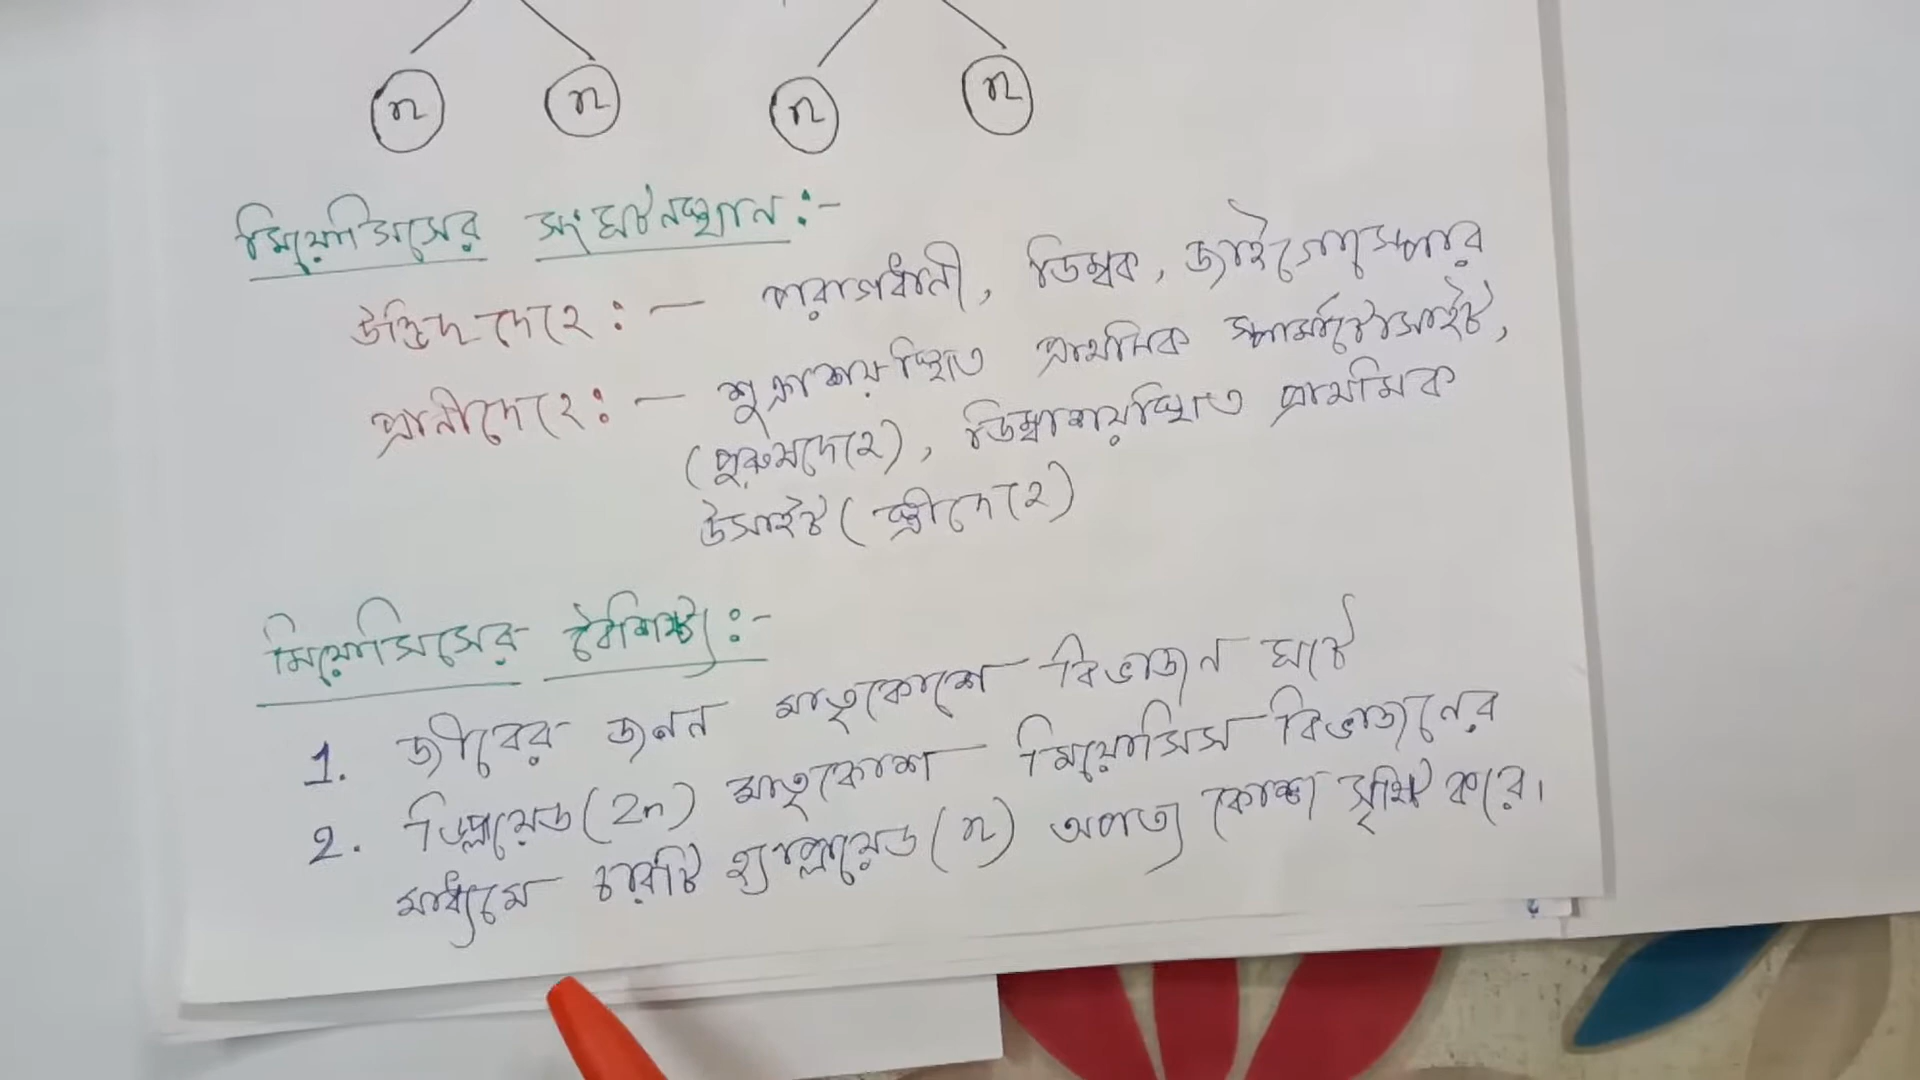 n n n n
মিয়োসিসের সংঘটনস্থান:-
উদ্ভিদদেহে:— পরাগধানী, ডিম্বক, জাইগোস্পোর
প্রানীদেহে:— শুক্রাশয়স্থিত প্রাথমিক স্পার্মাটোসাইট,
(পুরুষদেহে), ডিম্বাশয়স্থিত প্রাথমিক
উসাইট (স্ত্রীদেহে)
মিয়োসিসের বৈশিষ্ট্য:-
1. জীবের জনন মাতৃকোশে বিভাজন ঘটে
2. ডিপ্লয়েড (2n) মাতৃকোশ মিয়োসিস বিভাজনের
মাধ্যমে চারটি হ্যাপ্লয়েড (n) অপত্য কোশ সৃষ্টি করে।